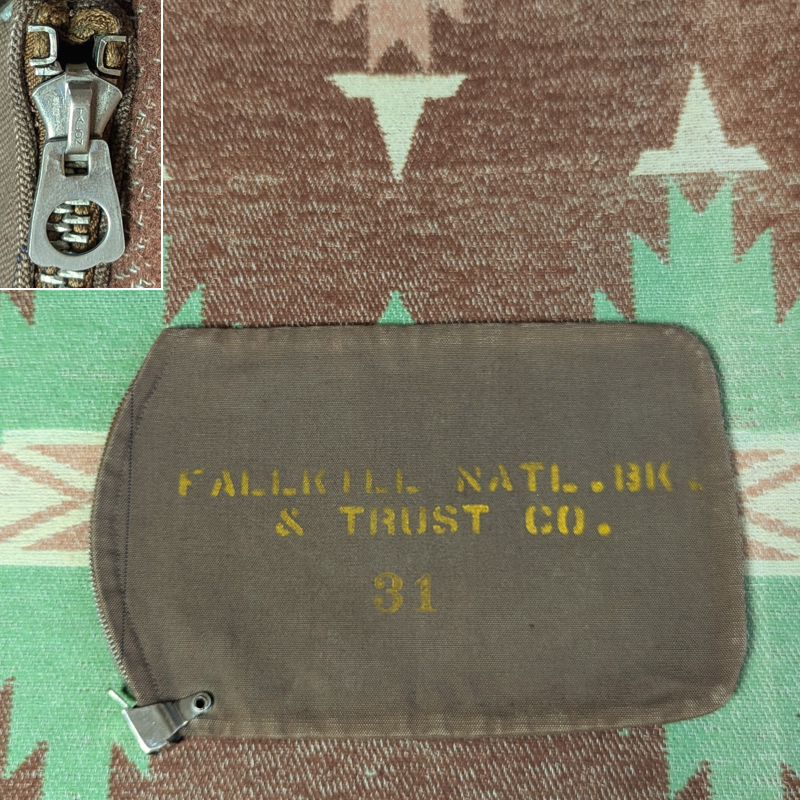 FALLKILL NATL. BK.
& TRUST CO.
31